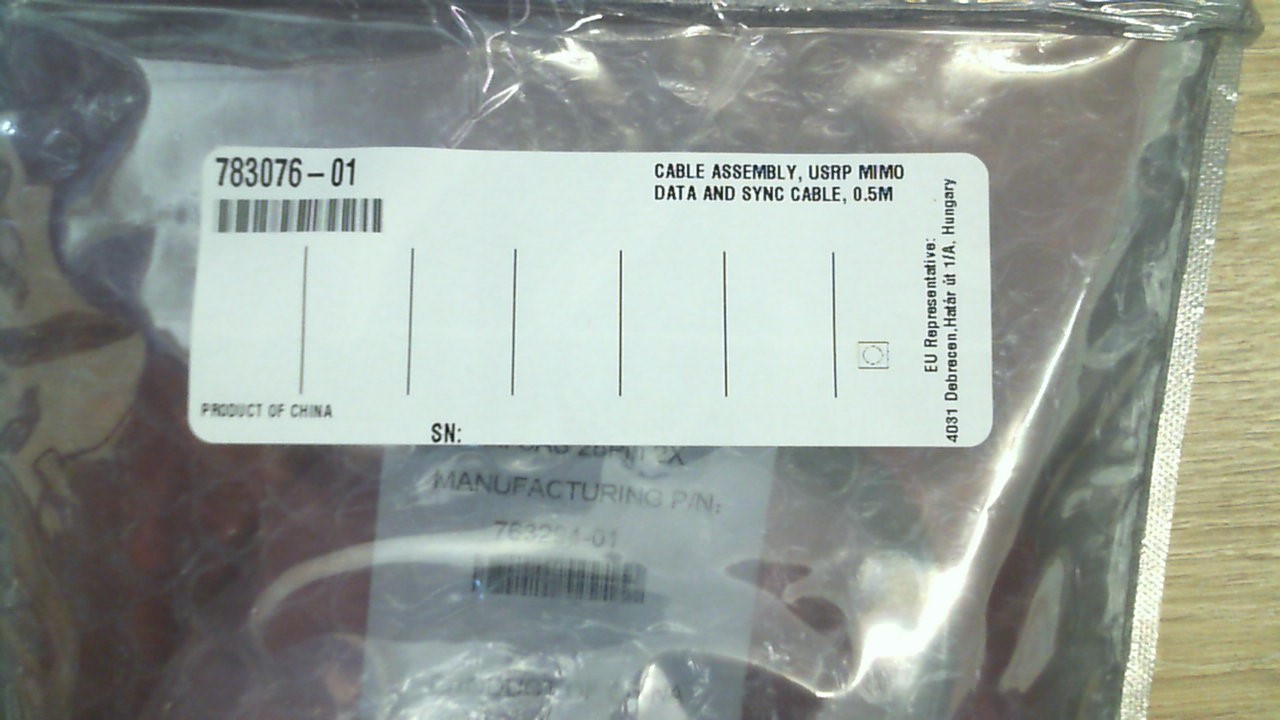 783076-01
CABLE ASSEMBLY, USRP MIMO
DATA AND SYNC CABLE, 0.5M
EU Representative:
4031 Debrecen,Határ út 1/A, Hungary
PRODUCT OF CHINA
SN:
2X
MANUFACTURING P/N: